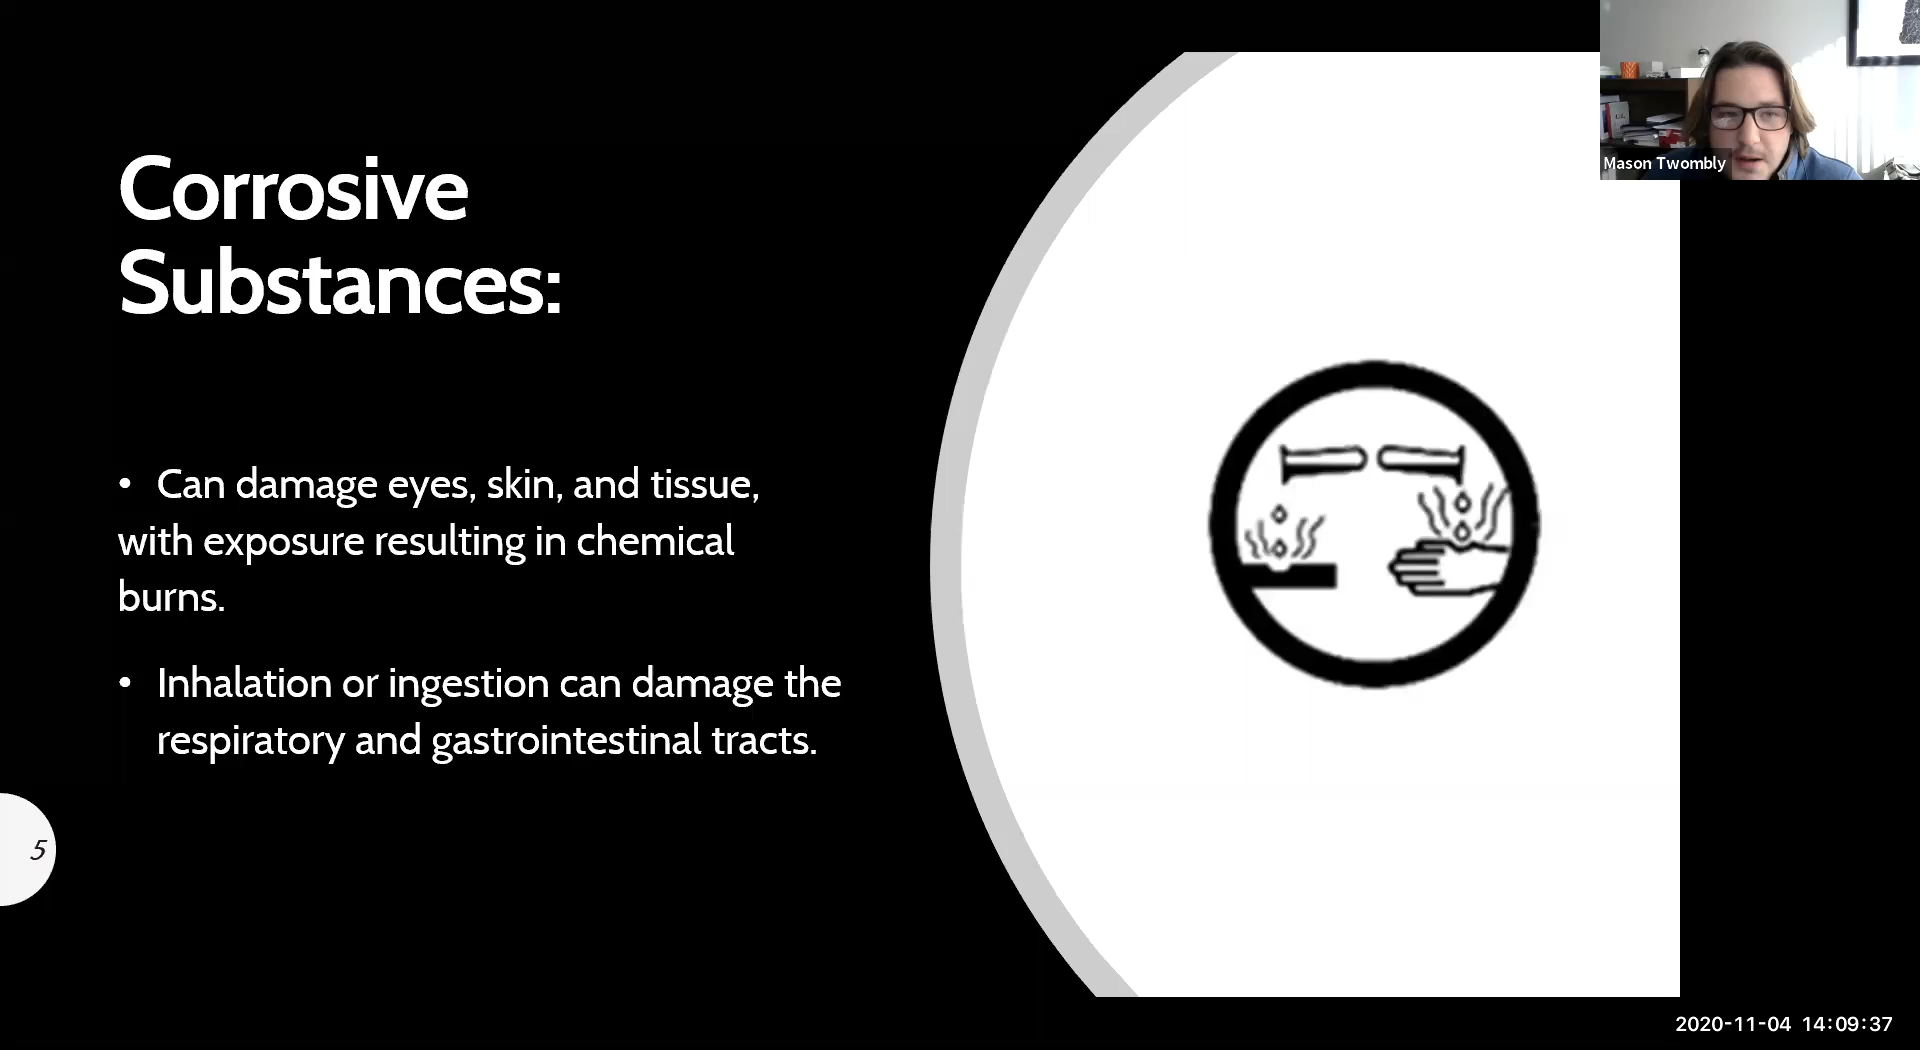 Corrosive
Substances:
• Can damage eyes, skin, and tissue,
with exposure resulting in chemical
burns.
• Inhalation or ingestion can damage the
respiratory and gastrointestinal tracts.
5
Mason Twombly
2020-11-04 14:09:37